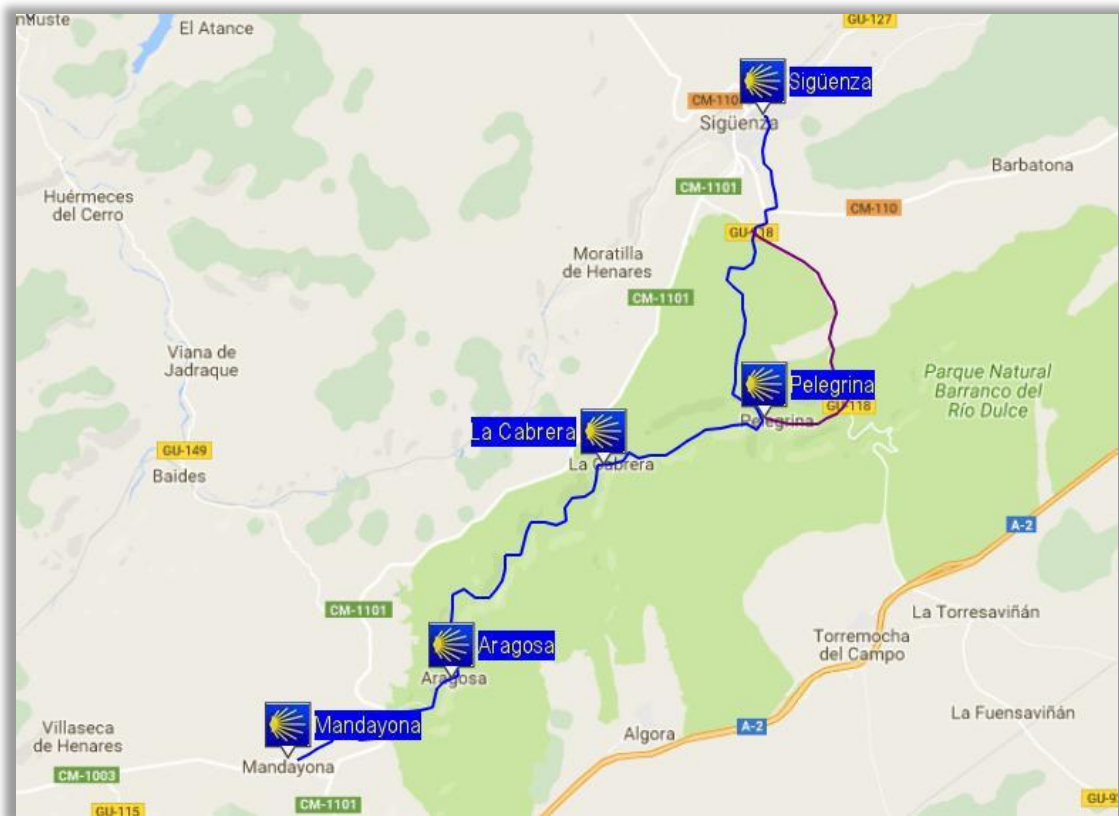 GU-127
El Atance
Sigüenza
CM-110
Sigüenza
Barbatona
CM-1101
Huérmeces
del Cerro
CM-110
GU-118
Moratilla
de Henares
CM-1101
Viana de
Jadraque
Parque Natural
Barranco del
Río Dulce
Pelegrina
GU-118
Pelegrina
La Cabrera
La Cabrera
GU-149
Baides
A-2
CM-1101
La Torresaviñán
Torremocha
del Campo
Aragosa
Aragosa
La Fuensaviñán
Mandayona
Villaseca
de Henares
Algora
A-2
Mandayona
CM-1003
CM-1101
GU-115